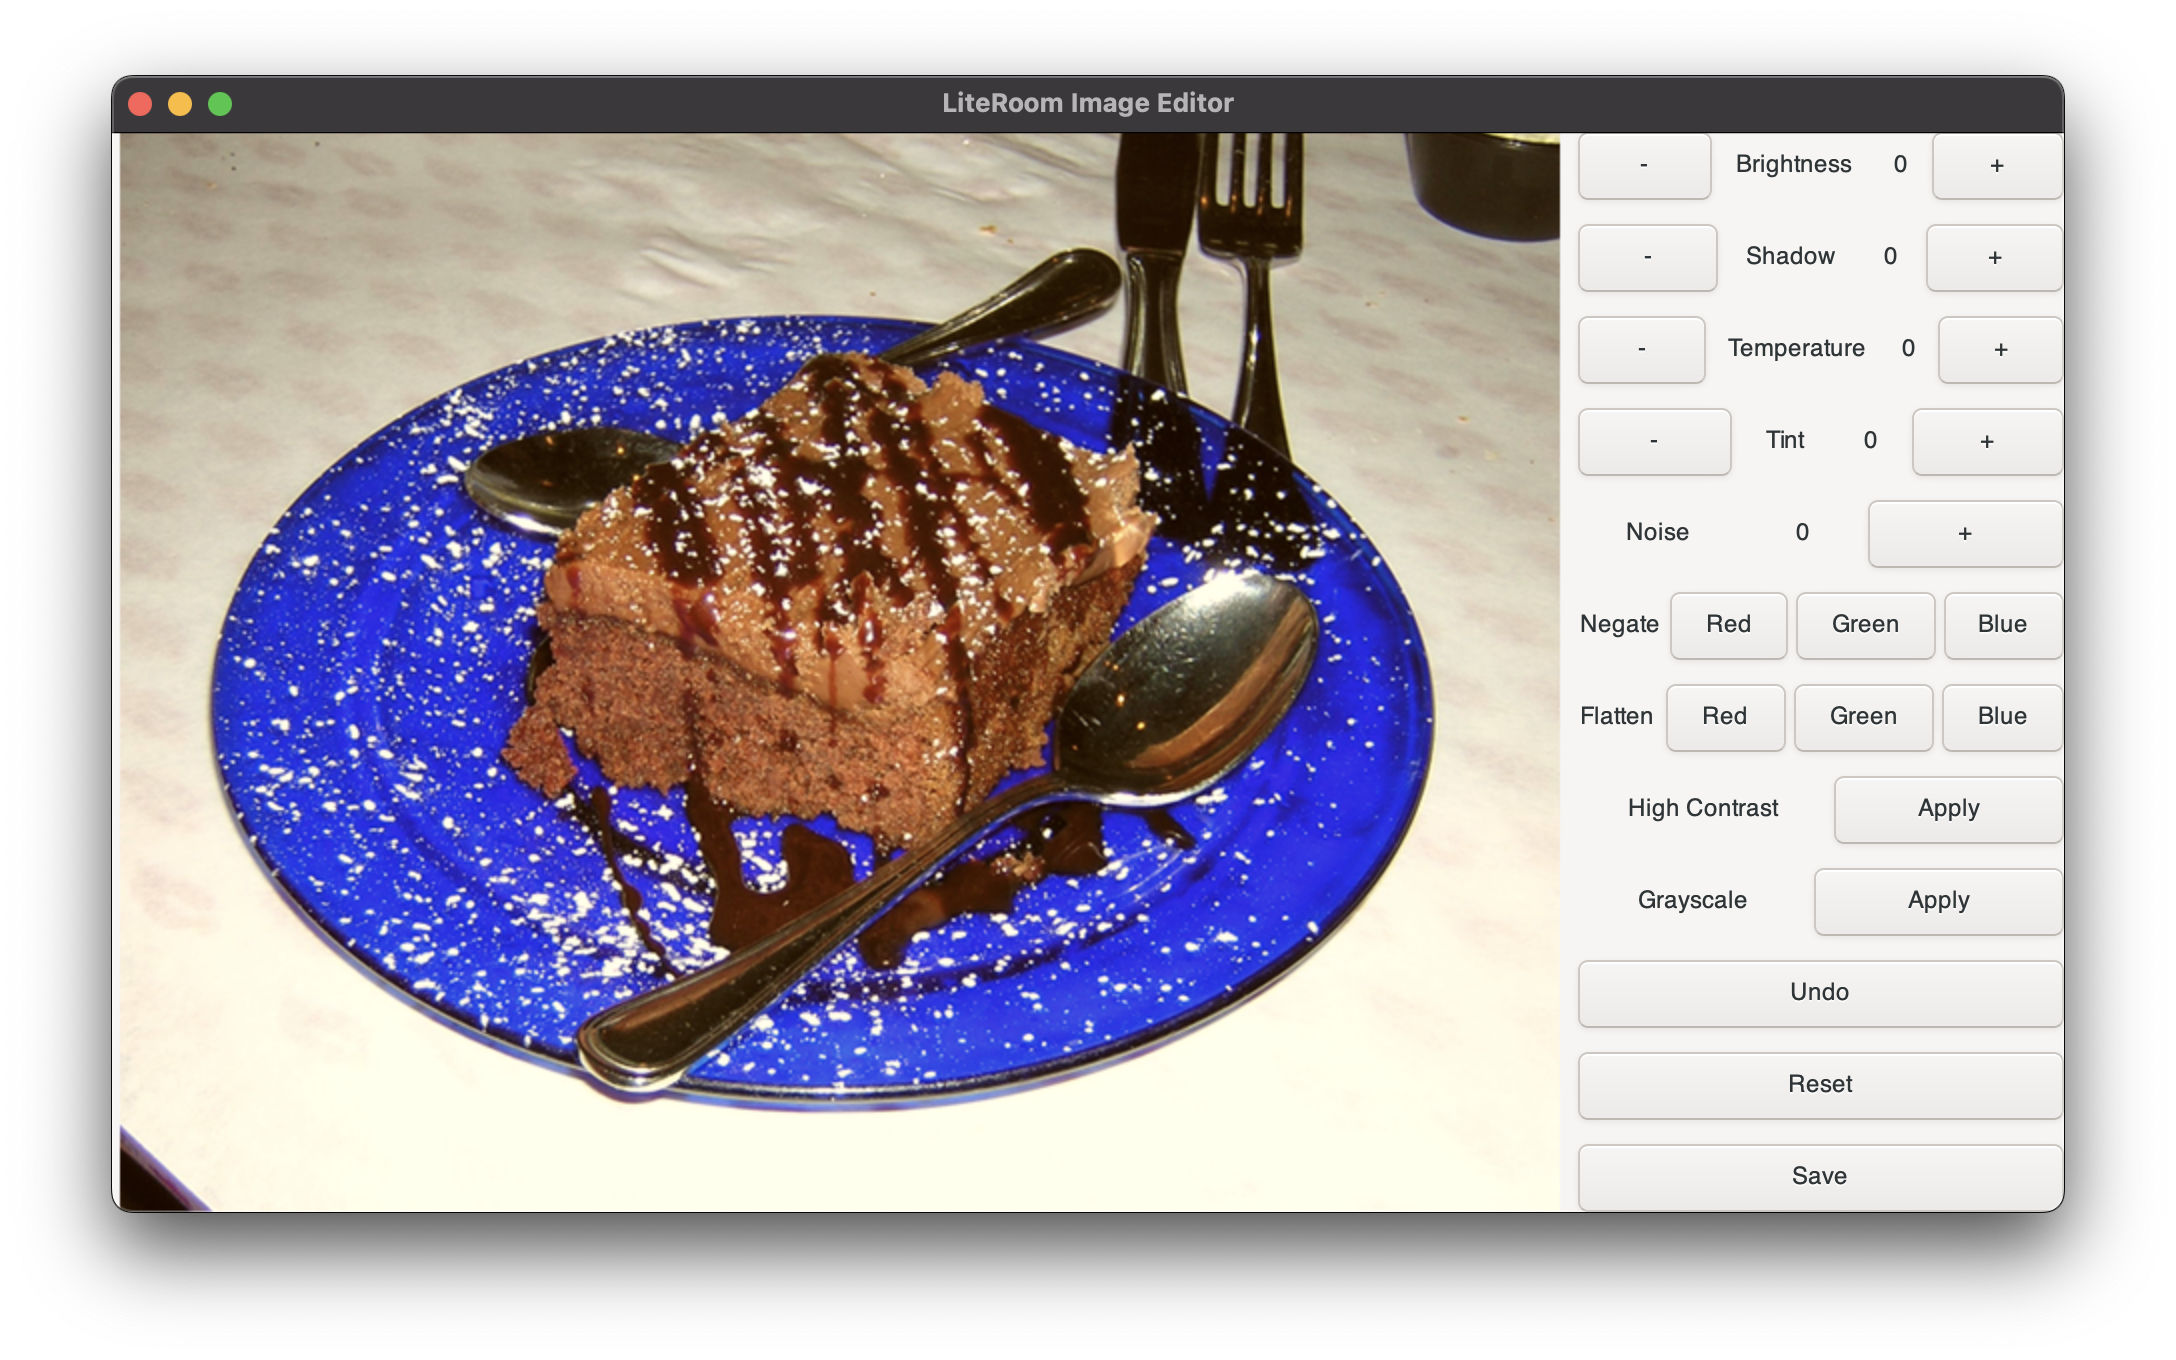 LiteRoom Image Editor
- Brightness 0 +
- Shadow 0 +
- Temperature 0 +
- Tint 0 +
Noise 0 +
Negate Red Green Blue
Flatten Red Green Blue
High Contrast Apply
Grayscale Apply
Undo
Reset
Save